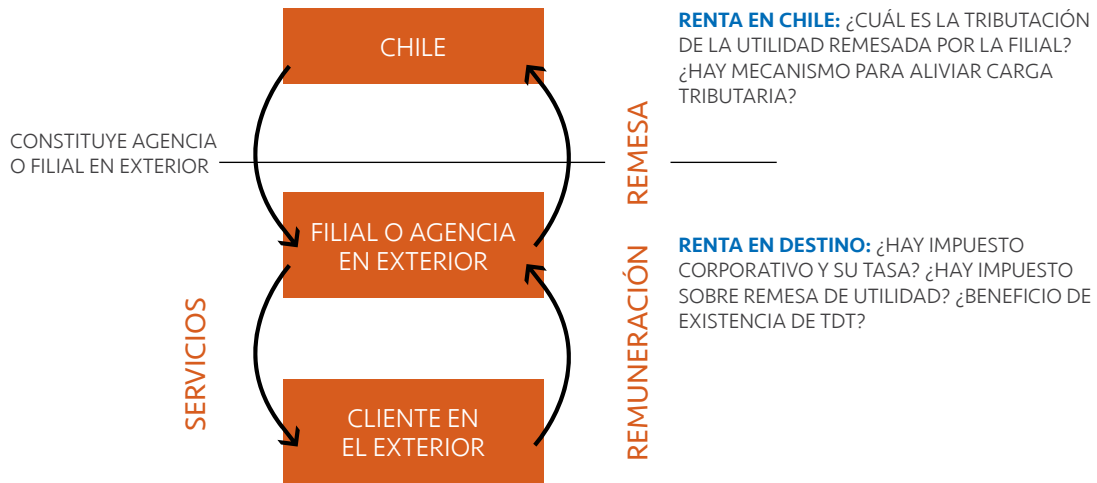 CHILE
RENTA EN CHILE: ¿CUÁL ES LA TRIBUTACIÓN
DE LA UTILIDAD REMESADA POR LA FILIAL?
¿HAY MECANISMO PARA ALIVIAR CARGA
TRIBUTARIA?
CONSTITUYE AGENCIA
O FILIAL EN EXTERIOR
REMESA
FILIAL O AGENCIA
EN EXTERIOR
RENTA EN DESTINO: ¿HAY IMPUESTO
CORPORATIVO Y SU TASA? ¿HAY IMPUESTO
SOBRE REMESA DE UTILIDAD? ¿BENEFICIO DE
EXISTENCIA DE TDT?
SERVICIOS
REMUNERACIÓN
CLIENTE EN
EL EXTERIOR